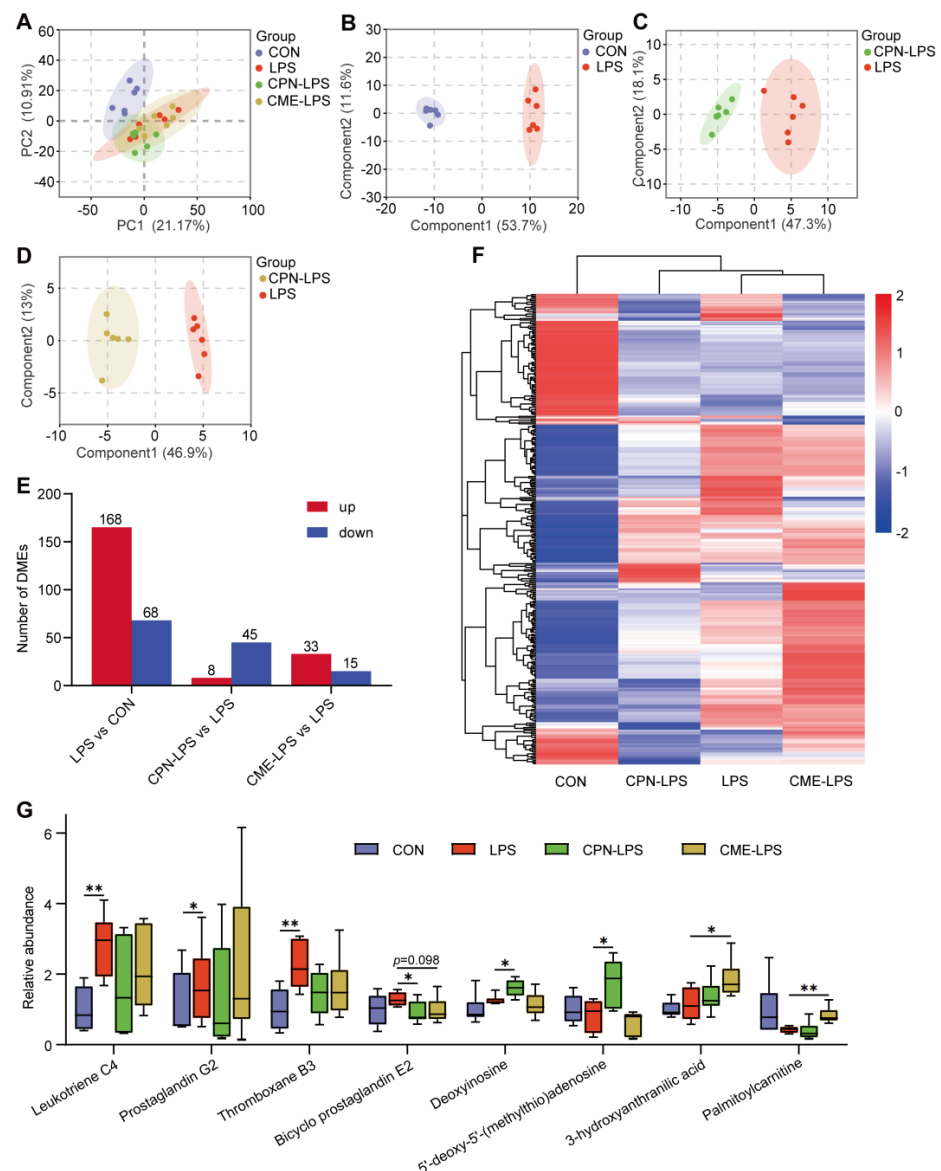 A
Group
CON
LPS
CPN-LPS
CME-LPS
PC2 (10.91%)
60
40
20
0
-20
-40
-50
0
50
100
PC1 (21.17%)
B
Group
CON
LPS
Component2 (11.6%)
30
20
10
0
-10
-20
-30
-20
-10
0
10
20
Component1 (53.7%)
C
Group
CPN-LPS
LPS
Component2 (18.1%)
10
5
0
-5
-10
-10
-5
0
5
10
Component1 (47.3%)
D
Group
CPN-LPS
LPS
Component2 (13%)
5
0
-5
-10
-5
0
5
10
Component1 (46.9%)
E
Number of DMEs
200
150
100
50
0
up
down
168
68
8
45
33
15
LPS vs CON
CPN-LPS vs LPS
CME-LPS vs LPS
F
2
1
0
-1
-2
CON CPN-LPS LPS CME-LPS
G
Relative abundance
6
4
2
0
CON LPS CPN-LPS CME-LPS
**
*
**
p=0.098
*
*
*
*
**
Leukotriene C4
Prostaglandin G2
Thromboxane B3
Bicyclo prostaglandin E2
Deoxyinosine
5'-deoxy-5'-(methylthio)adenosine
3-hydroxyanthranilic acid
Palmitoylcarnitine